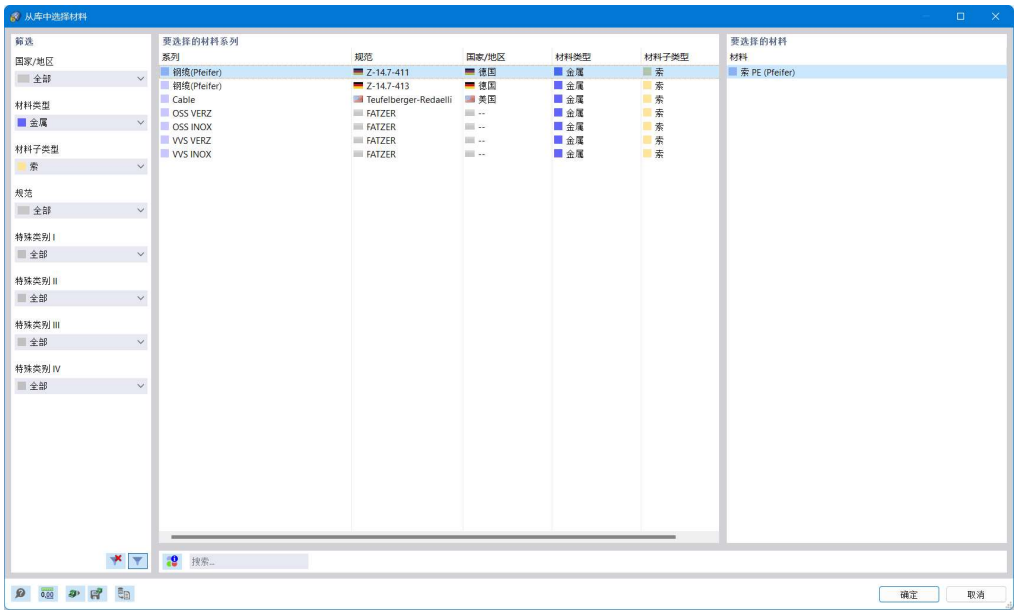 从库中选择材料
筛选
国家/地区
全部
材料类型
金属
材料子类型
索
规范
全部
特殊类别 I
全部
特殊类别 II
全部
特殊类别 III
全部
特殊类别 IV
全部
要选择的材料系列
系列 规范 国家/地区 材料类型 材料子类型
钢缆(Pfeifer) Z-14.7-411 德国 金属 索
钢缆(Pfeifer) Z-14.7-413 德国 金属 索
Cable Teufelberger-Redaelli 美国 金属 索
OSS VERZ FATZER -- 金属 索
OSS INOX FATZER -- 金属 索
VVS VERZ FATZER -- 金属 索
VVS INOX FATZER -- 金属 索
搜索...
要选择的材料
材料
索 PE (Pfeifer)
0,00
确定
取消